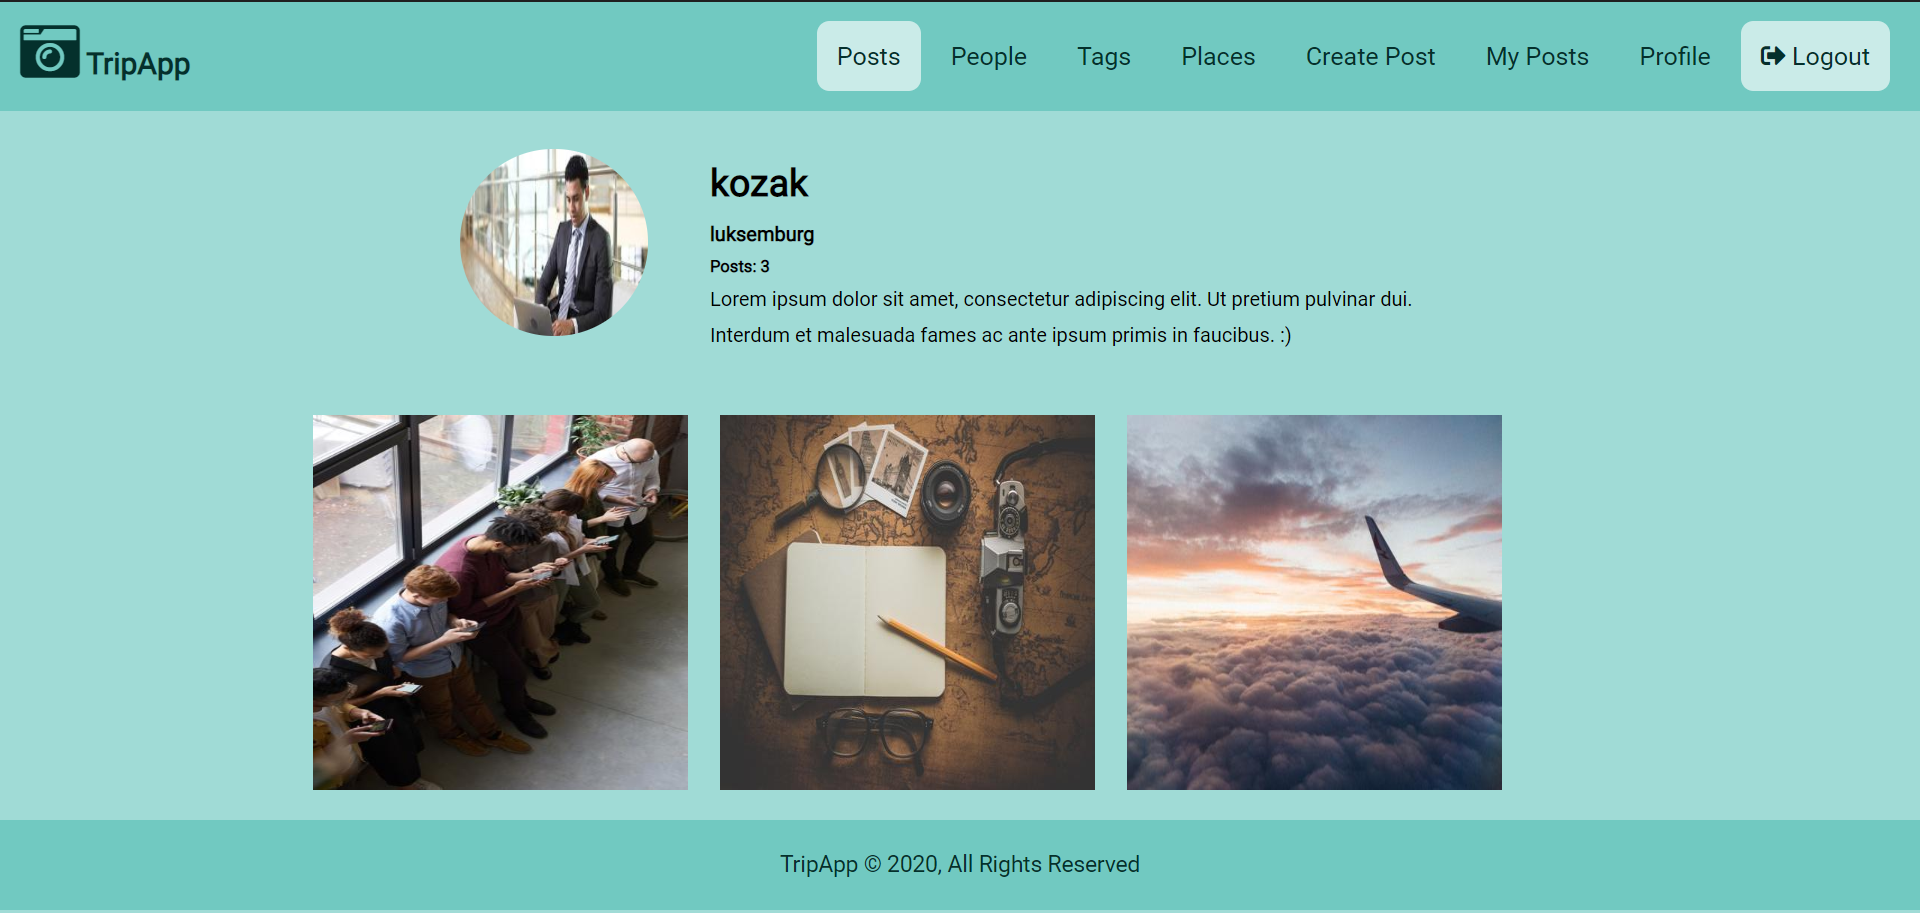 TripApp
Posts
People
Tags
Places
Create Post
My Posts
Profile
Logout
kozak
luksemburg
Posts: 3
Lorem ipsum dolor sit amet, consectetur adipiscing elit. Ut pretium pulvinar dui.
Interdum et malesuada fames ac ante ipsum primis in faucibus. :)
TripApp © 2020, All Rights Reserved